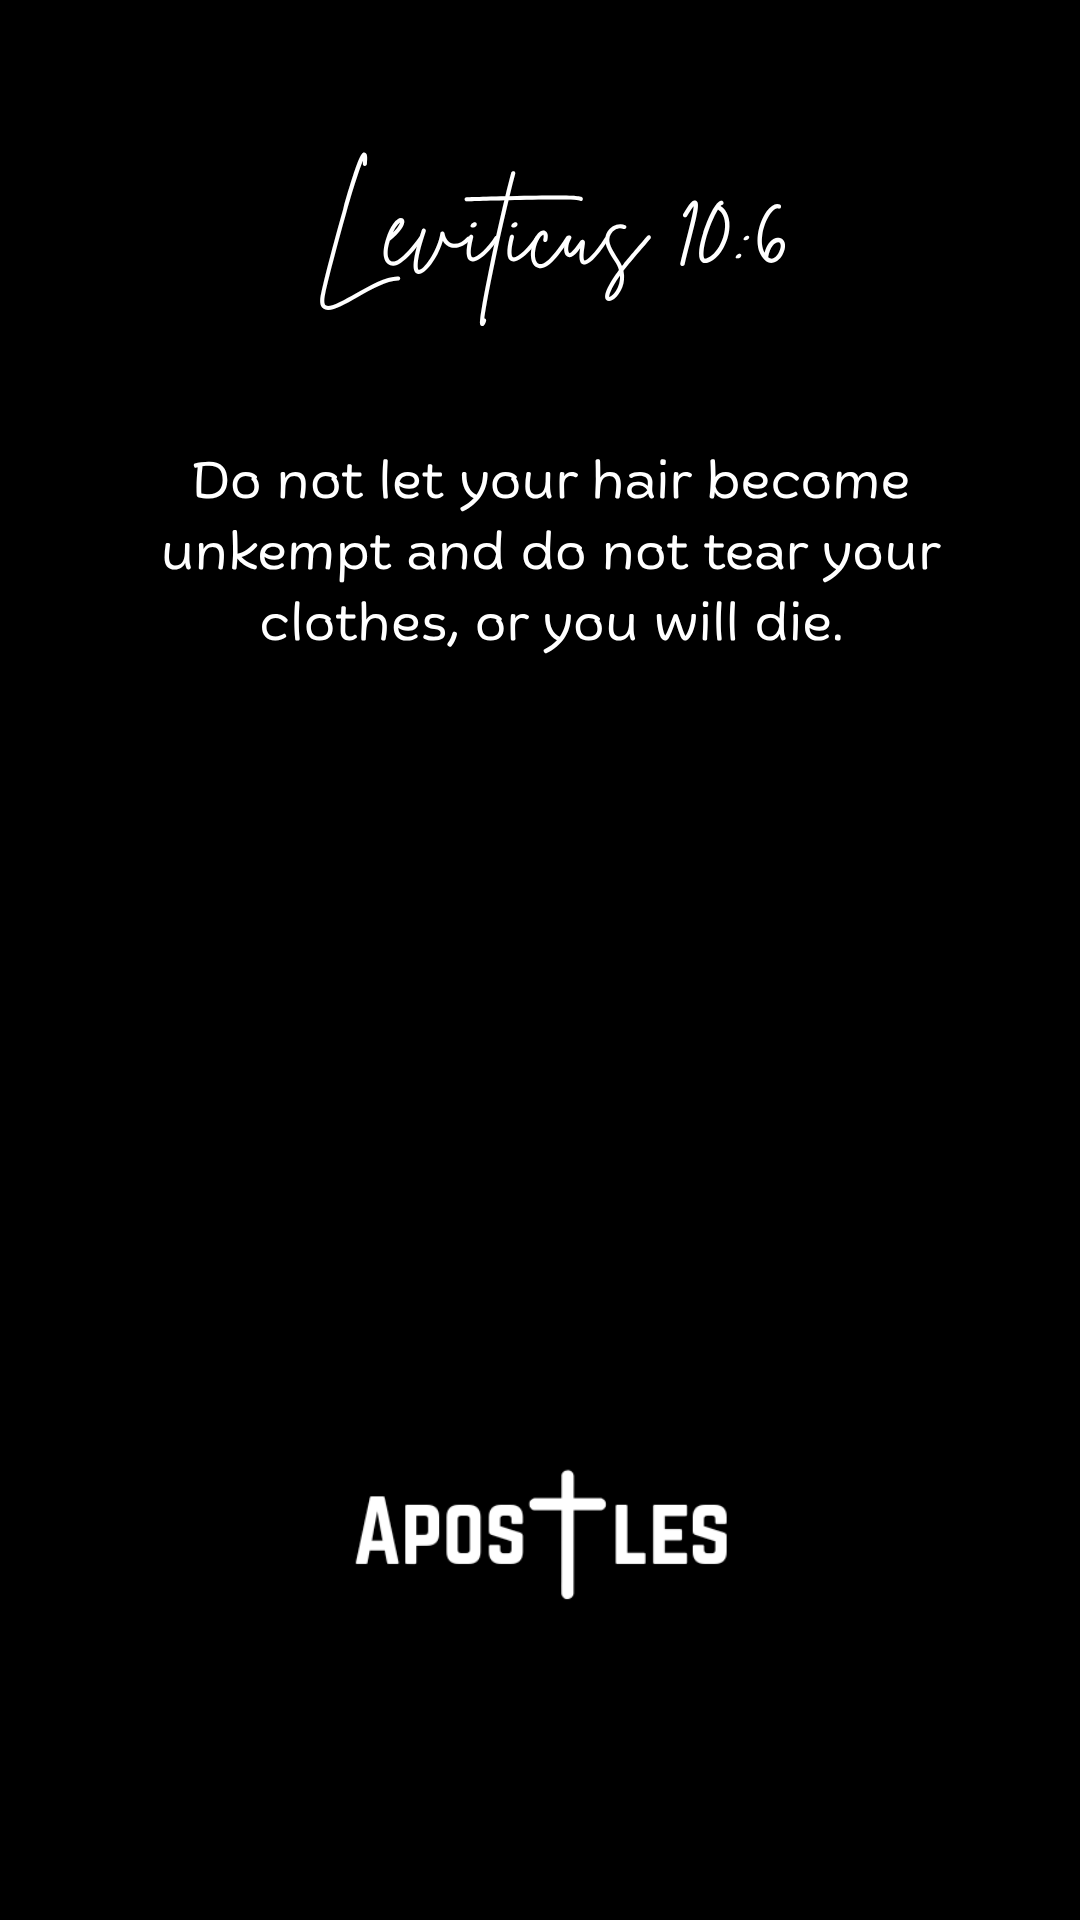 Leviticus 10:6
Do not let your hair become
unkempt and do not tear your
clothes, or you will die.
APOSTLES